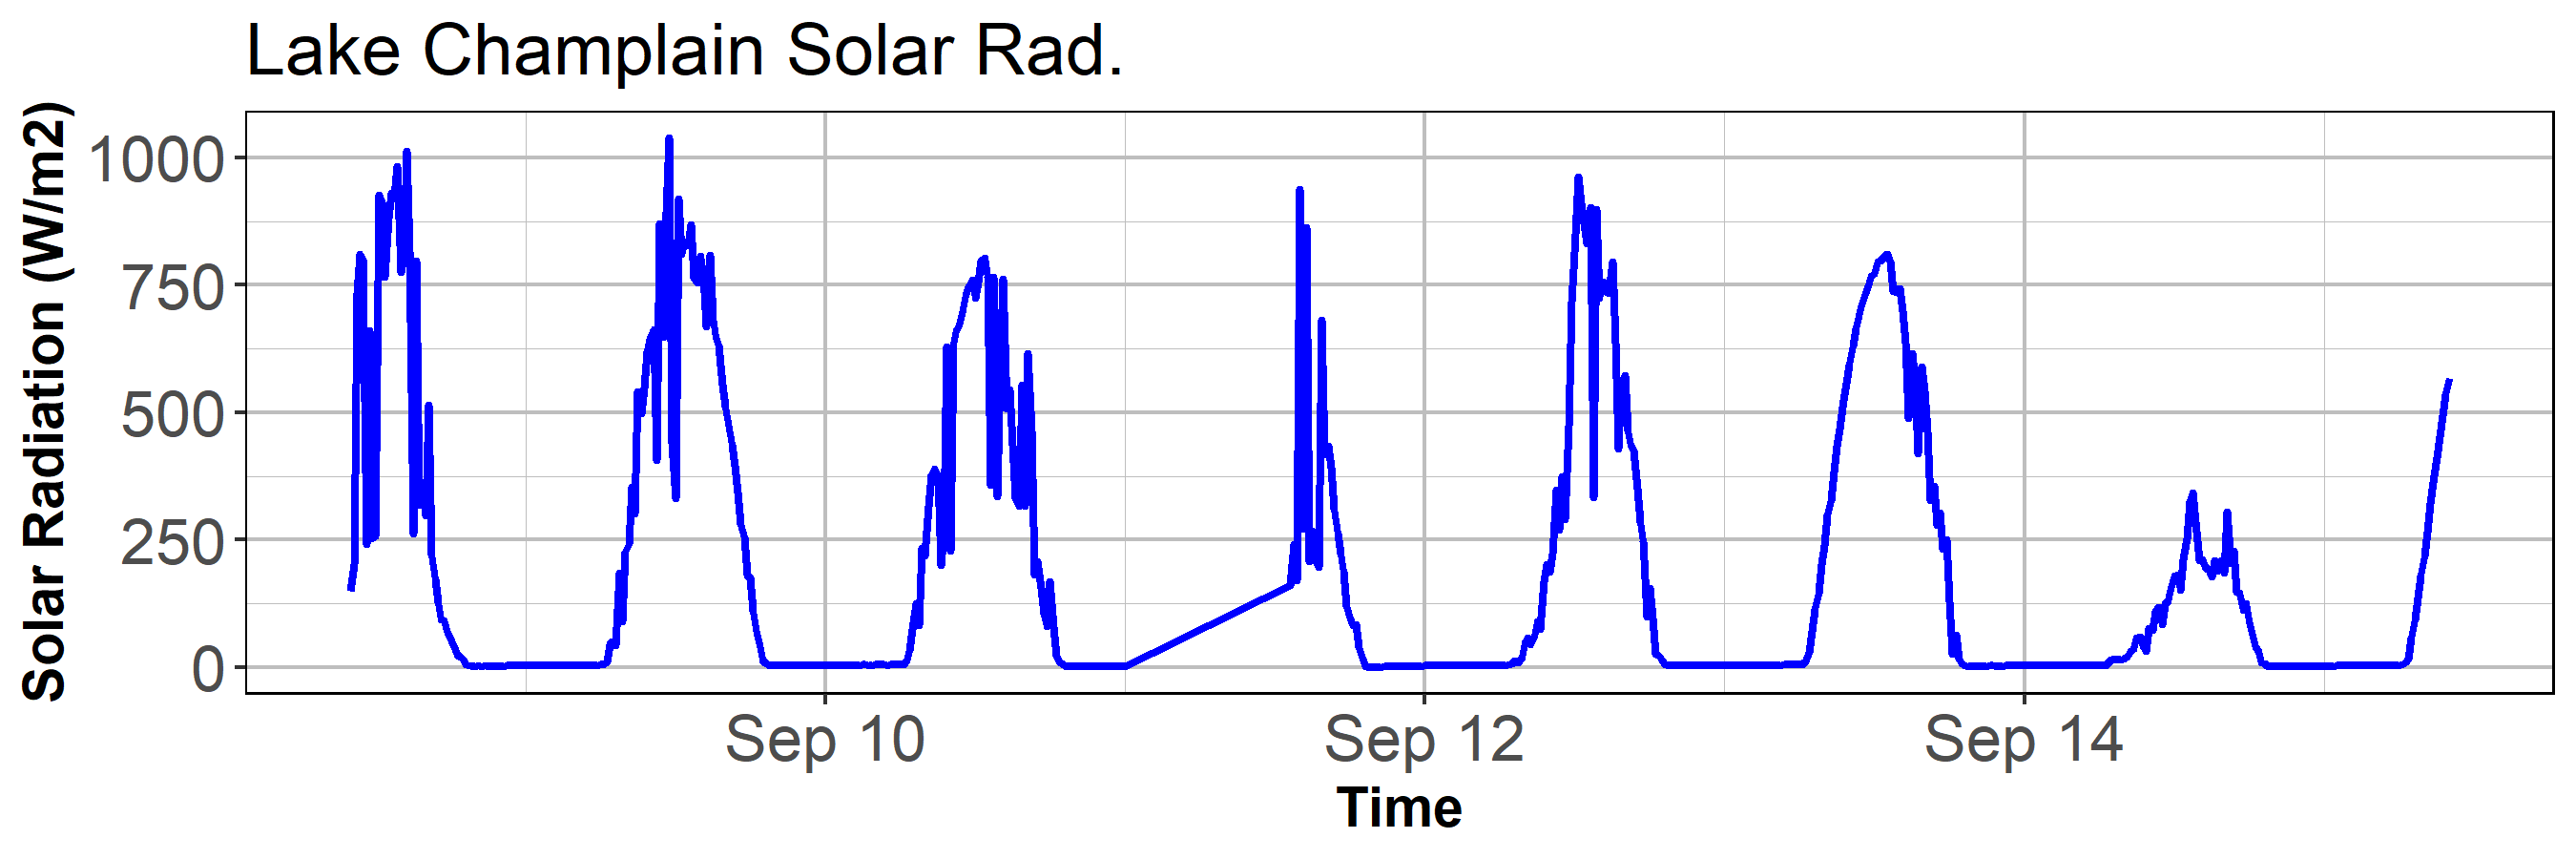 Lake Champlain Solar Rad.
Solar Radiation (W/m2)
1000
750
500
250
0
Sep 10
Sep 12
Sep 14
Time